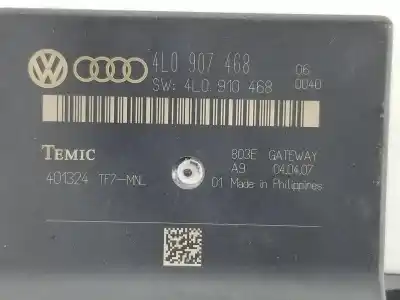 4L0 907 468 06
SW: 4L0 910 468 0040
TEMIC 803E GATEWAY
A9 04.04.07
401324 TF7-MNL 01 Made in Philippines